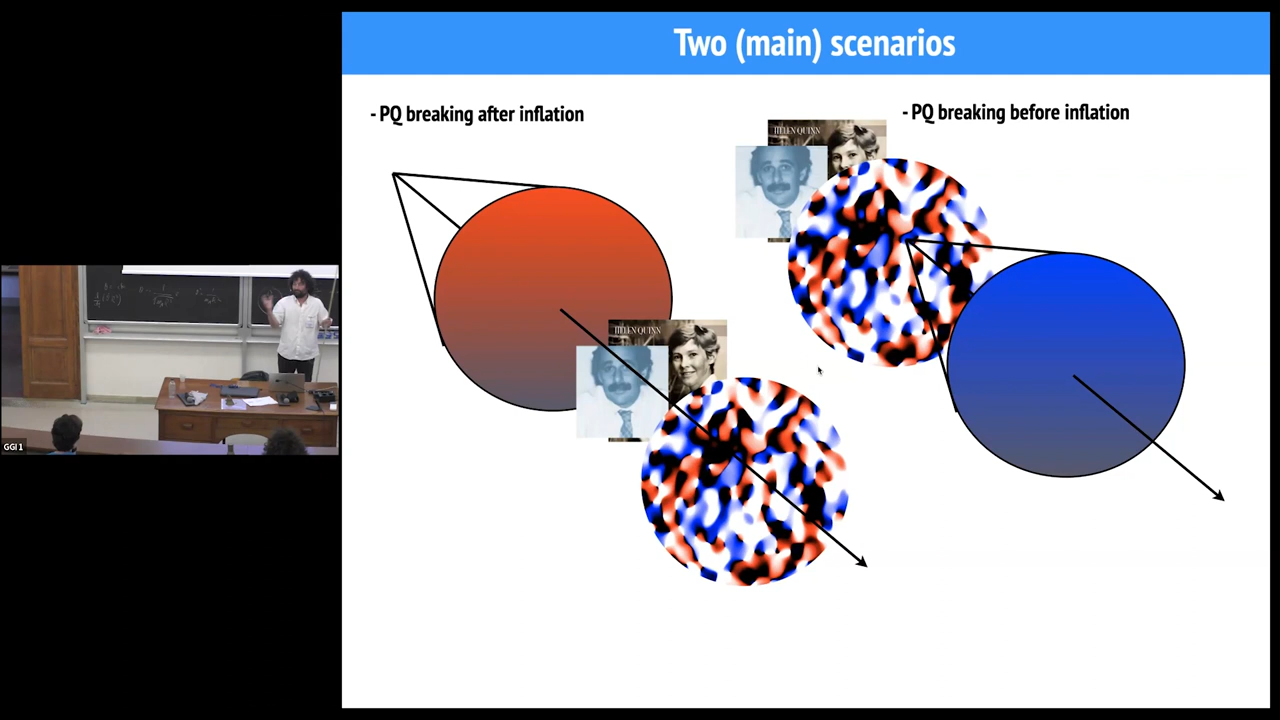 Two (main) scenarios
- PQ breaking after inflation
- PQ breaking before inflation
HELEN QUINN
HELEN QUINN
GGI 1